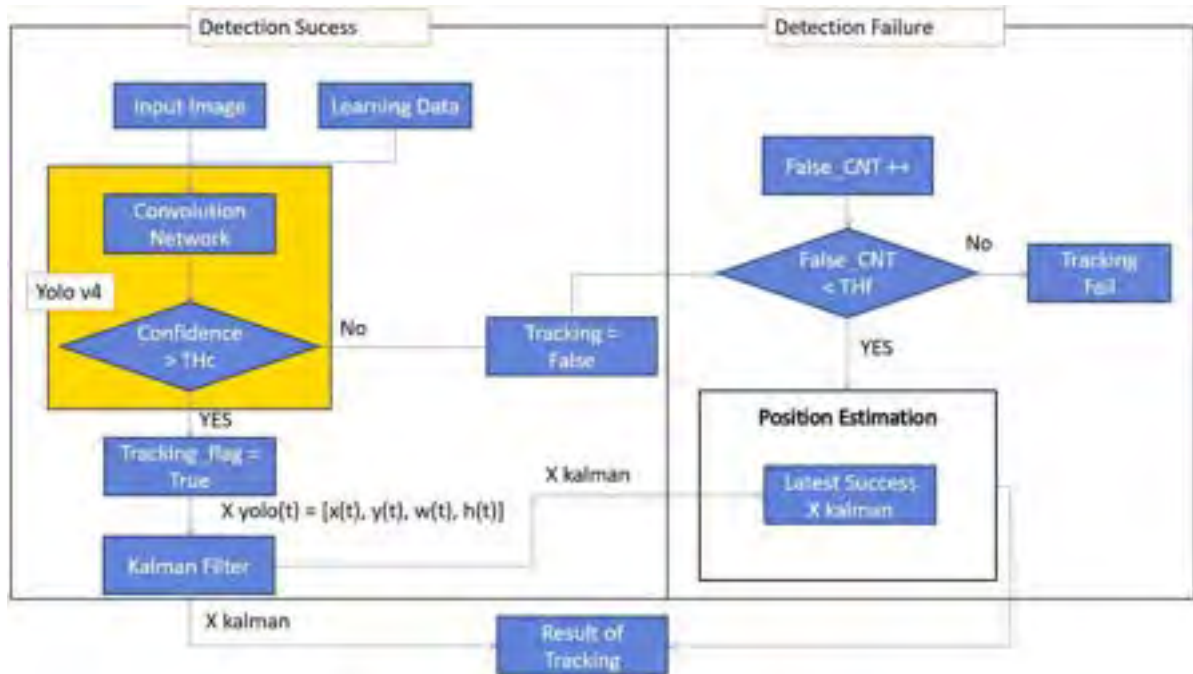 Detection Sucess
Detection Failure
Input Image
Learning Data
False_CNT ++
Convolution
Network
Yolo v4
False_CNT
< THf
No
Tracking
Fail
Confidence
> THc
No
Tracking =
False
YES
YES
Position Estimation
Tracking_flag =
True
X kalman
Latest Success
X kalman
X yolo(t) = [x(t), y(t), w(t), h(t)]
Kalman Filter
X kalman
Result of
Tracking